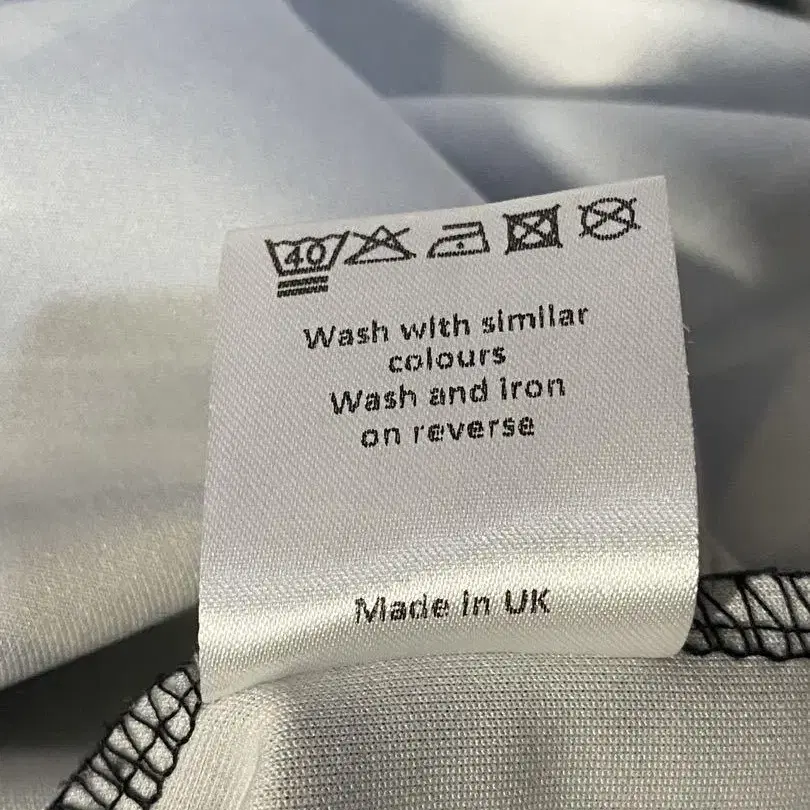 40
Wash with similar
colours
Wash and iron
on reverse
Made in UK